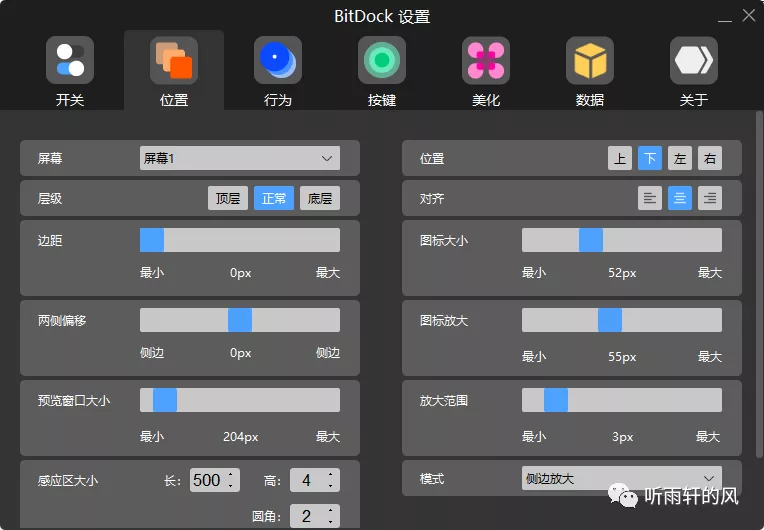 BitDock 设置
开关 位置 行为 按键 美化 数据 关于
屏幕 屏幕1
层级 顶层 正常 底层
边距
最小 0px 最大
两侧偏移
侧边 0px 侧边
预览窗口大小
最小 204px 最大
感应区大小 长: 500 高: 4
圆角: 2
位置 上 下 左 右
对齐
图标大小
最小 52px 最大
图标放大
最小 55px 最大
放大范围
最小 3px 最大
模式 侧边放大
听雨轩的风